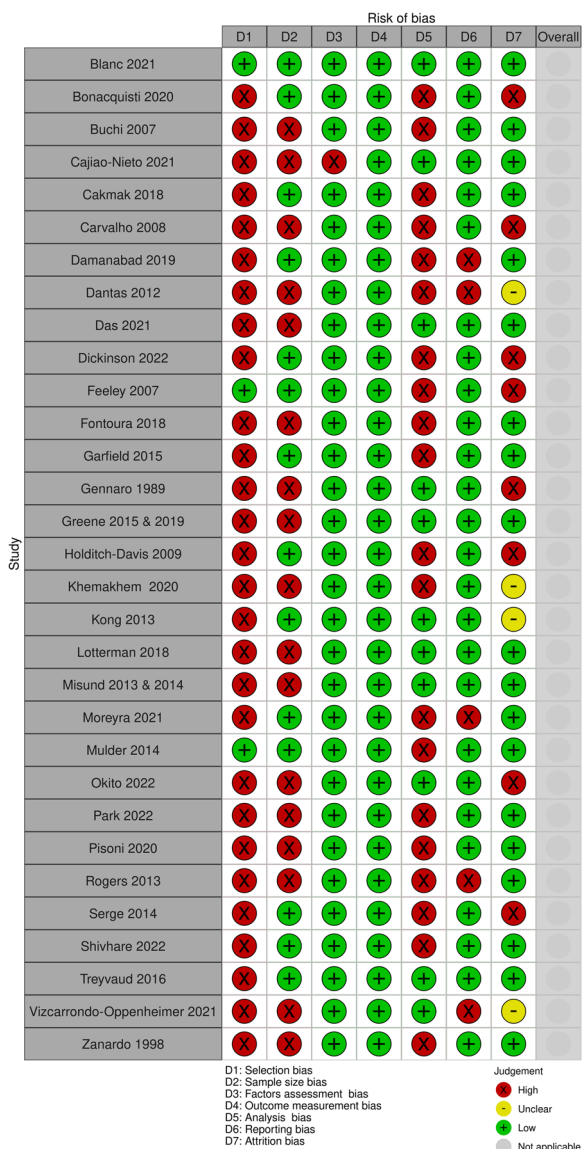 Risk of bias
D1 D2 D3 D4 D5 D6 D7 Overall
Blanc 2021 + + + + + + +
Bonacquisti 2020 X + + + X + X
Buchi 2007 X X + + X + +
Cajiao-Nieto 2021 X X X + + + +
Cakmak 2018 X + + + X + +
Carvalho 2008 X X + + X + X
Damanabad 2019 X + + + X X +
Dantas 2012 X X + + X X -
Das 2021 X X + + + + +
Dickinson 2022 X + + + X + X
Feeley 2007 + + + + X + X
Fontoura 2018 X X + + X + +
Garfield 2015 X + + + X + +
Gennaro 1989 X X + + + + X
Greene 2015 & 2019 X X + + + + +
Holditch-Davis 2009 X + + + X + X
Khemakhem 2020 X X + + X + -
Kong 2013 X + + + + + -
Lotterman 2018 X X + + + + +
Misund 2013 & 2014 X X + + + + +
Moreyra 2021 X + + + X X +
Mulder 2014 + + + + X + +
Okito 2022 X X + + + + X
Park 2022 X X + + X + +
Pisoni 2020 X X + + X + +
Rogers 2013 X X + + X X +
Serge 2014 X + + + X + X
Shivhare 2022 X + + + X + +
Treyvaud 2016 X + + + + + +
Vizcarrondo-Oppenheimer 2021 X X + + + X -
Zanardo 1998 X X + + X + +
Study
D1: Selection bias
D2: Sample size bias
D3: Factors assessment bias
D4: Outcome measurement bias
D5: Analysis bias
D6: Reporting bias
D7: Attrition bias
Judgement
X High
- Unclear
+ Low
Not applicable